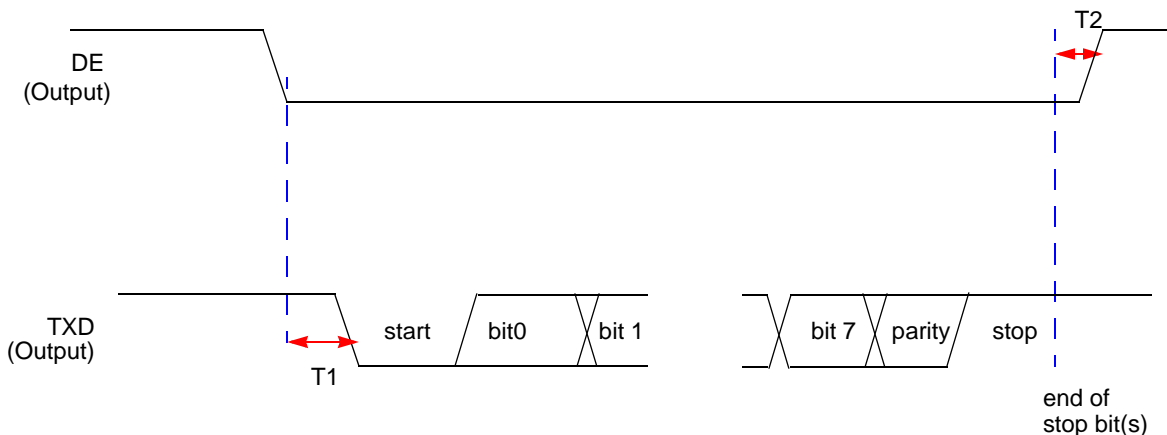 T2
DE
(Output)
TXD
(Output)
start
bit0
bit 1
bit 7
parity
stop
T1
end of
stop bit(s)